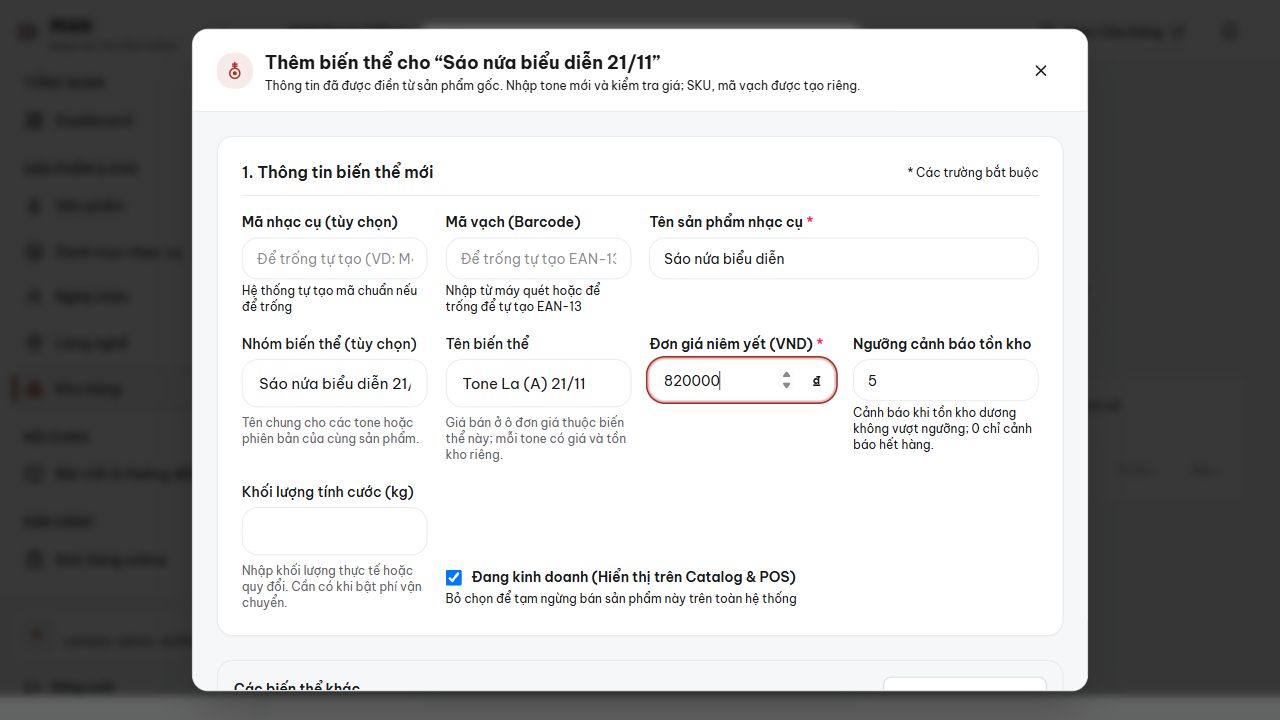 Thêm biến thể cho “Sáo nứa biểu diễn 21/11”
Thông tin đã được điền từ sản phẩm gốc. Nhập tone mới và kiểm tra giá; SKU, mã vạch được tạo riêng.
1. Thông tin biến thể mới
* Các trường bắt buộc
Mã nhạc cụ (tùy chọn)
Mã vạch (Barcode)
Tên sản phẩm nhạc cụ *
Để trống tự tạo (VD: M
Để trống tự tạo EAN-13
Sáo nứa biểu diễn
Hệ thống tự tạo mã chuẩn nếu
để trống
Nhập từ máy quét hoặc để
trống để tự tạo EAN-13
Nhóm biến thể (tùy chọn)
Tên biến thể
Đơn giá niêm yết (VND) *
Ngưỡng cảnh báo tồn kho
Sáo nứa biểu diễn 21/
Tone La (A) 21/11
820000
₫
5
Tên chung cho các tone hoặc
phiên bản của cùng sản phẩm.
Giá bán ở ô đơn giá thuộc biến
thể này; mỗi tone có giá và tồn
kho riêng.
Cảnh báo khi tồn kho dương
không vượt ngưỡng; 0 chỉ cảnh
báo hết hàng.
Khối lượng tính cước (kg)
Nhập khối lượng thực tế hoặc
quy đổi. Cần có khi bật phí vận
chuyển.
Đang kinh doanh (Hiển thị trên Catalog & POS)
Bỏ chọn để tạm ngừng bán sản phẩm này trên toàn hệ thống
Các biến thể khác